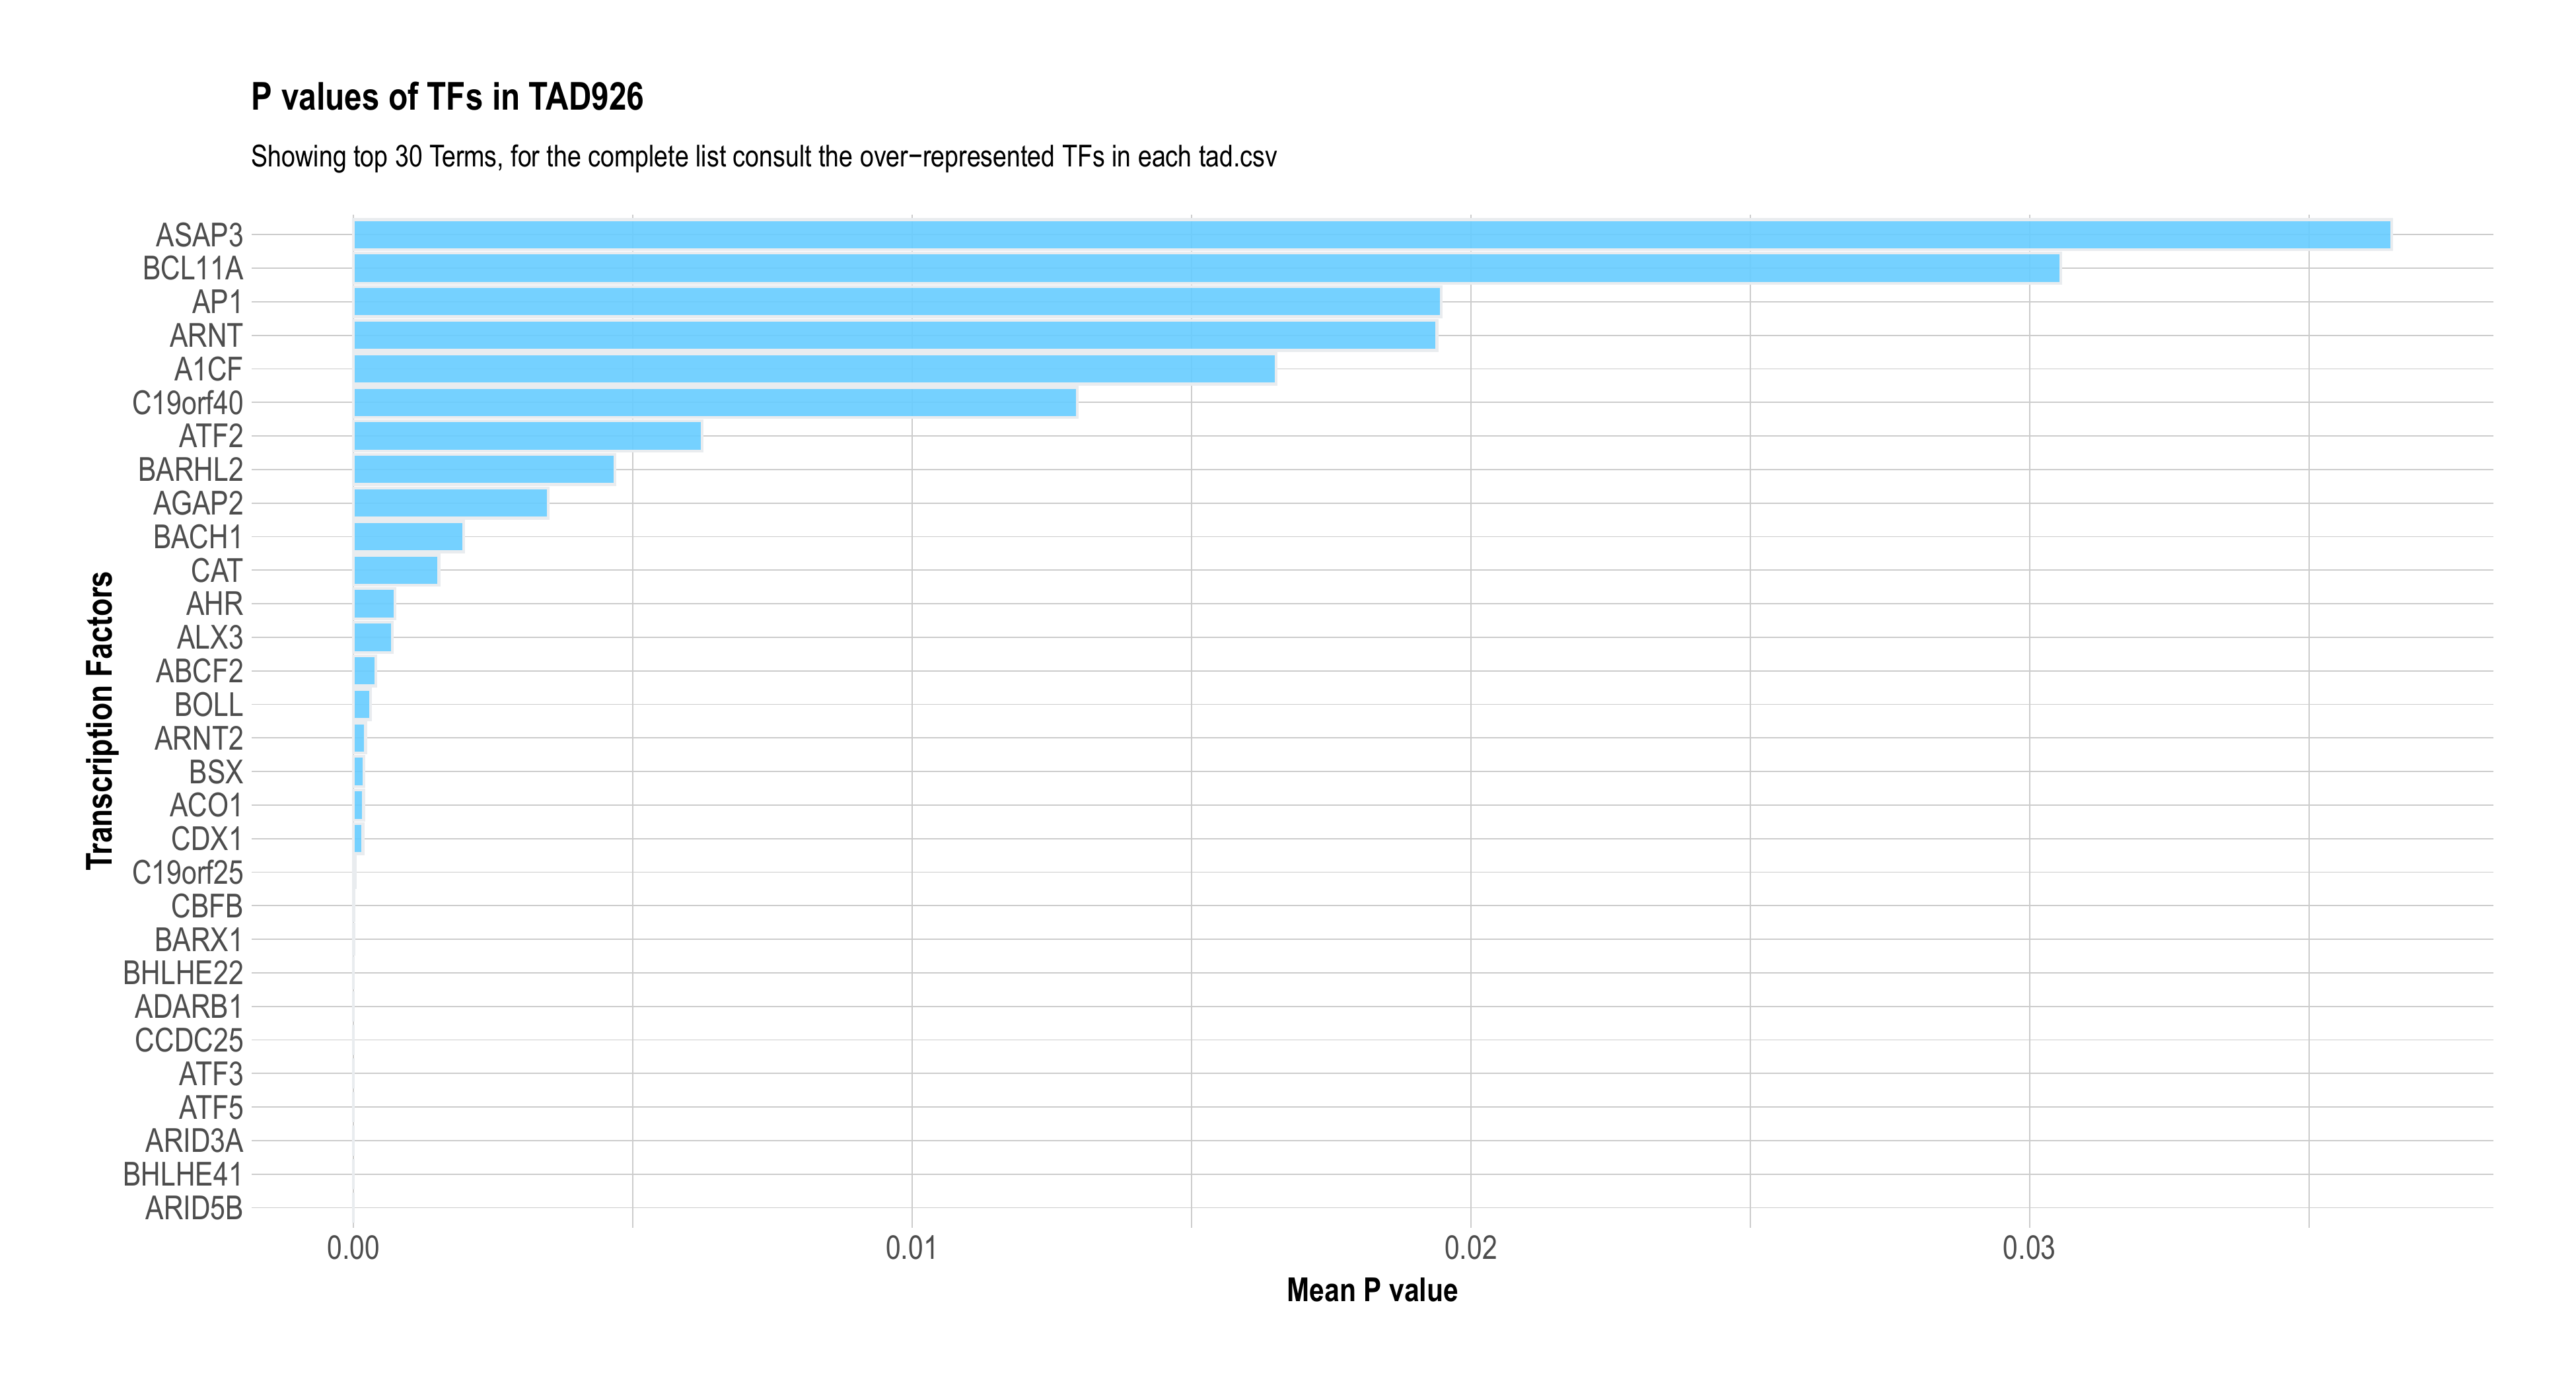 P values of TFs in TAD926
Showing top 30 Terms, for the complete list consult the over−represented TFs in each tad.csv
Transcription Factors
ASAP3
BCL11A
AP1
ARNT
A1CF
C19orf40
ATF2
BARHL2
AGAP2
BACH1
CAT
AHR
ALX3
ABCF2
BOLL
ARNT2
BSX
ACO1
CDX1
C19orf25
CBFB
BARX1
BHLHE22
ADARB1
CCDC25
ATF3
ATF5
ARID3A
BHLHE41
ARID5B
0.00 0.01 0.02 0.03
Mean P value